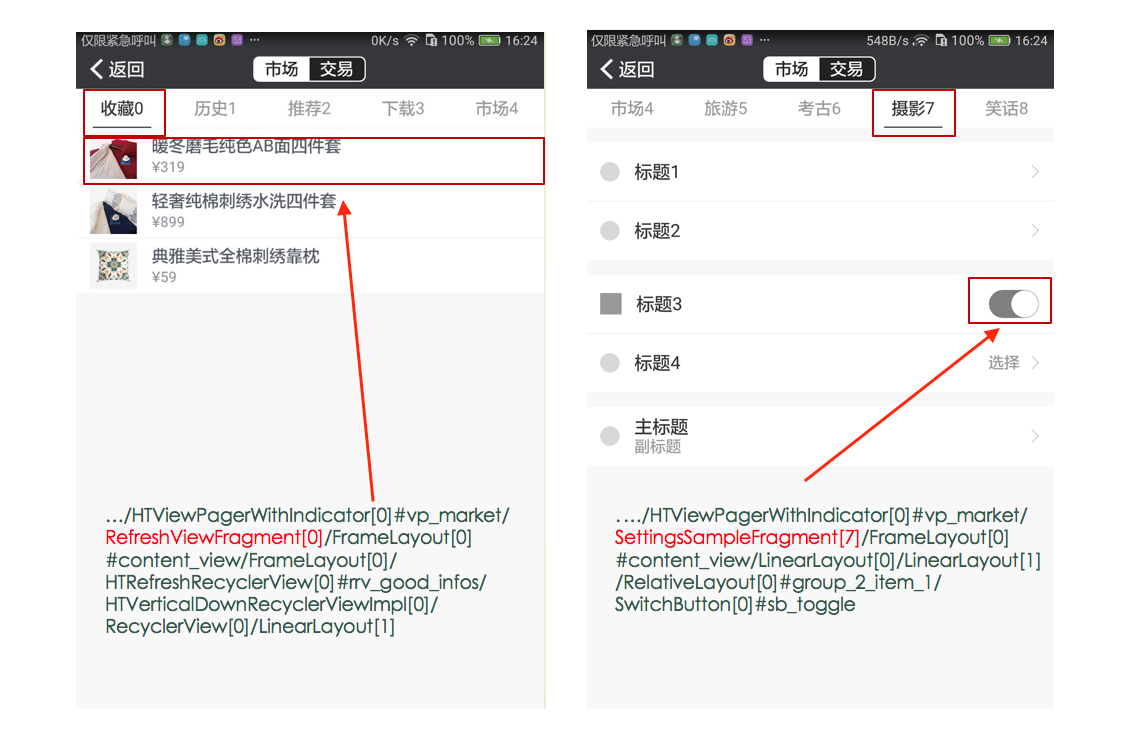 仅限紧急呼叫 ... 0K/s 100% 16:24
返回 市场 交易
收藏0 历史1 推荐2 下载3 市场4
暖冬磨毛纯色AB面四件套
¥319
轻奢纯棉刺绣水洗四件套
¥899
典雅美式全棉刺绣靠枕
¥59
.../HTViewPagerWithIndicator[0]#vp_market/
RefreshViewFragment[0]/FrameLayout[0]
#content_view/FrameLayout[0]/
HTRefreshRecyclerView[0]#rrv_good_infos/
HTVerticalDownRecyclerViewImpl[0]/
RecyclerView[0]/LinearLayout[1]
仅限紧急呼叫 ... 548B/s 100% 16:24
返回 市场 交易
市场4 旅游5 考古6 摄影7 笑话8
标题1
标题2
标题3
标题4 选择
主标题
副标题
..../HTViewPagerWithIndicator[0]#vp_market/
SettingsSampleFragment[7]/FrameLayout[0]
#content_view/LinearLayout[0]/LinearLayout[1]
/RelativeLayout[0]#group_2_item_1/
SwitchButton[0]#sb_toggle